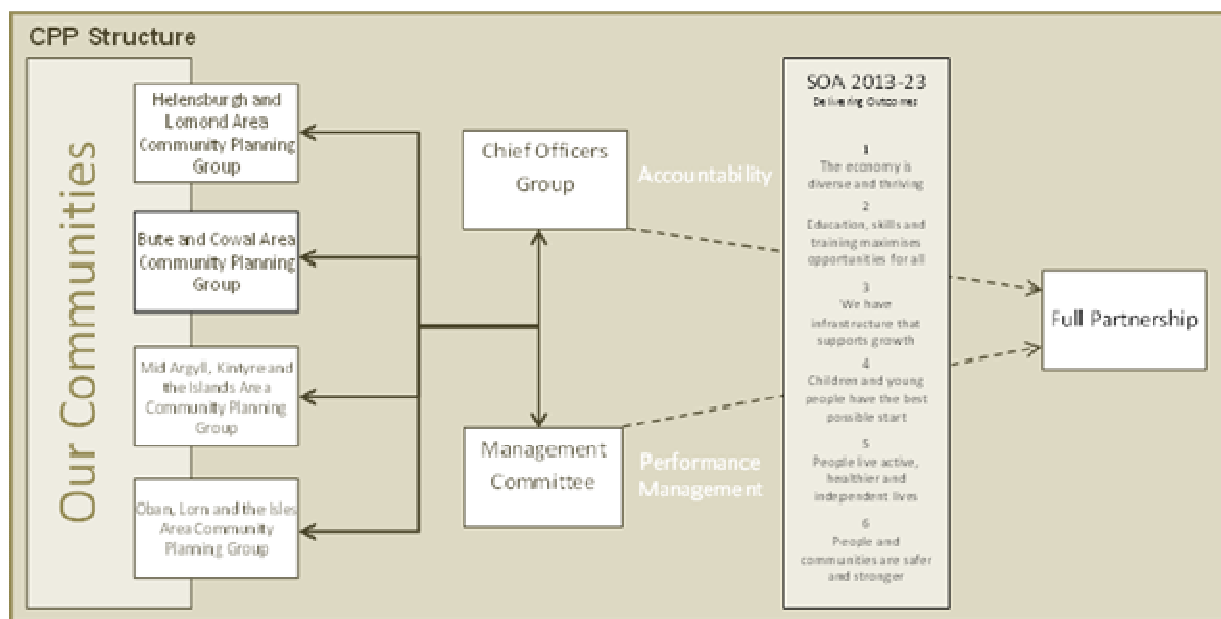 CPP Structure
Our Communities
Helensburgh and
Lomond Area
Community Planning
Group
Bute and Cowal Area
Community Planning
Group
Mid Argyll, Kintyre and
the Islands Area
Community Planning
Group
Oban, Lorn and the Isles
Area Community
Planning Group
Chief Officers
Group
Management
Committee
Accountability
Performance
Management
SOA 2013-23
Delivering Outcomes
1
The economy is
diverse and thriving
2
Education, skills and
training maximises
opportunities for all
3
We have
infrastructure that
supports growth
4
Children and young
people have the best
possible start
5
People live active,
healthier and
independent lives
6
People and
communities are safer
and stronger
Full Partnership